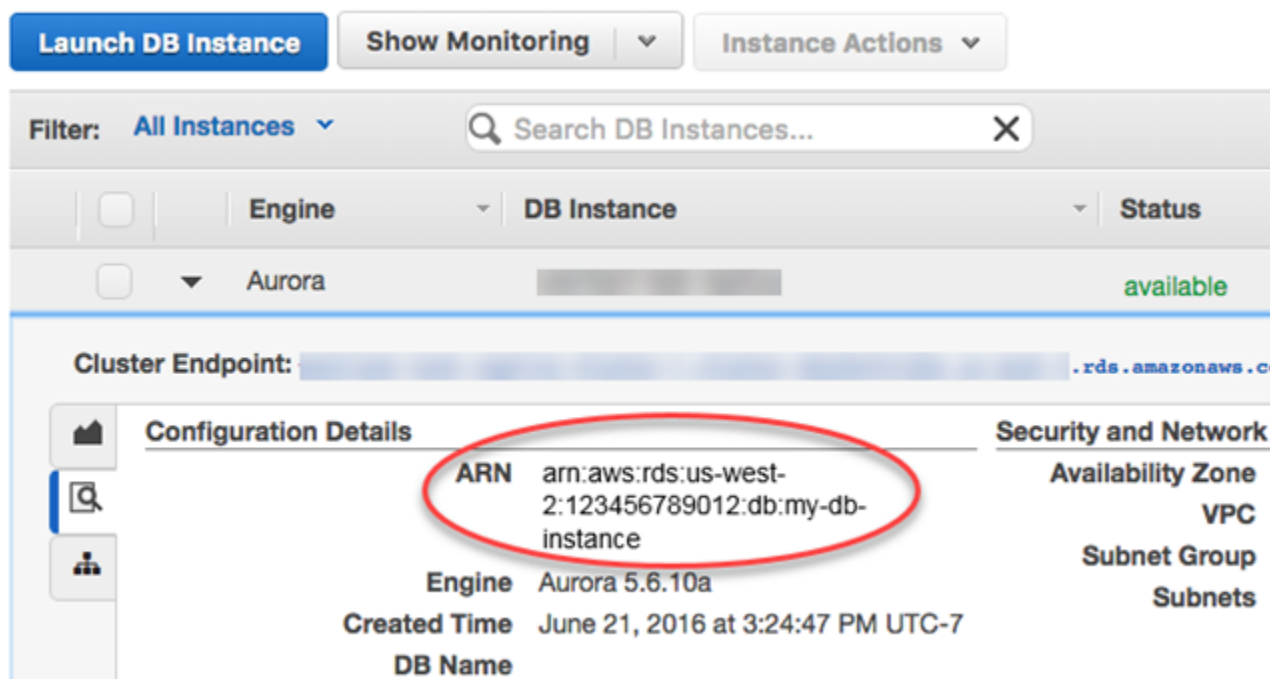 Launch DB Instance Show Monitoring Instance Actions
Filter: All Instances Search DB Instances...
Engine DB Instance Status
Aurora available
Cluster Endpoint: .rds.amazonaws.c
Configuration Details Security and Network
ARN arn:aws:rds:us-west- Availability Zone
2:123456789012:db:my-db- VPC
instance Subnet Group
Engine Aurora 5.6.10a Subnets
Created Time June 21, 2016 at 3:24:47 PM UTC-7
DB Name